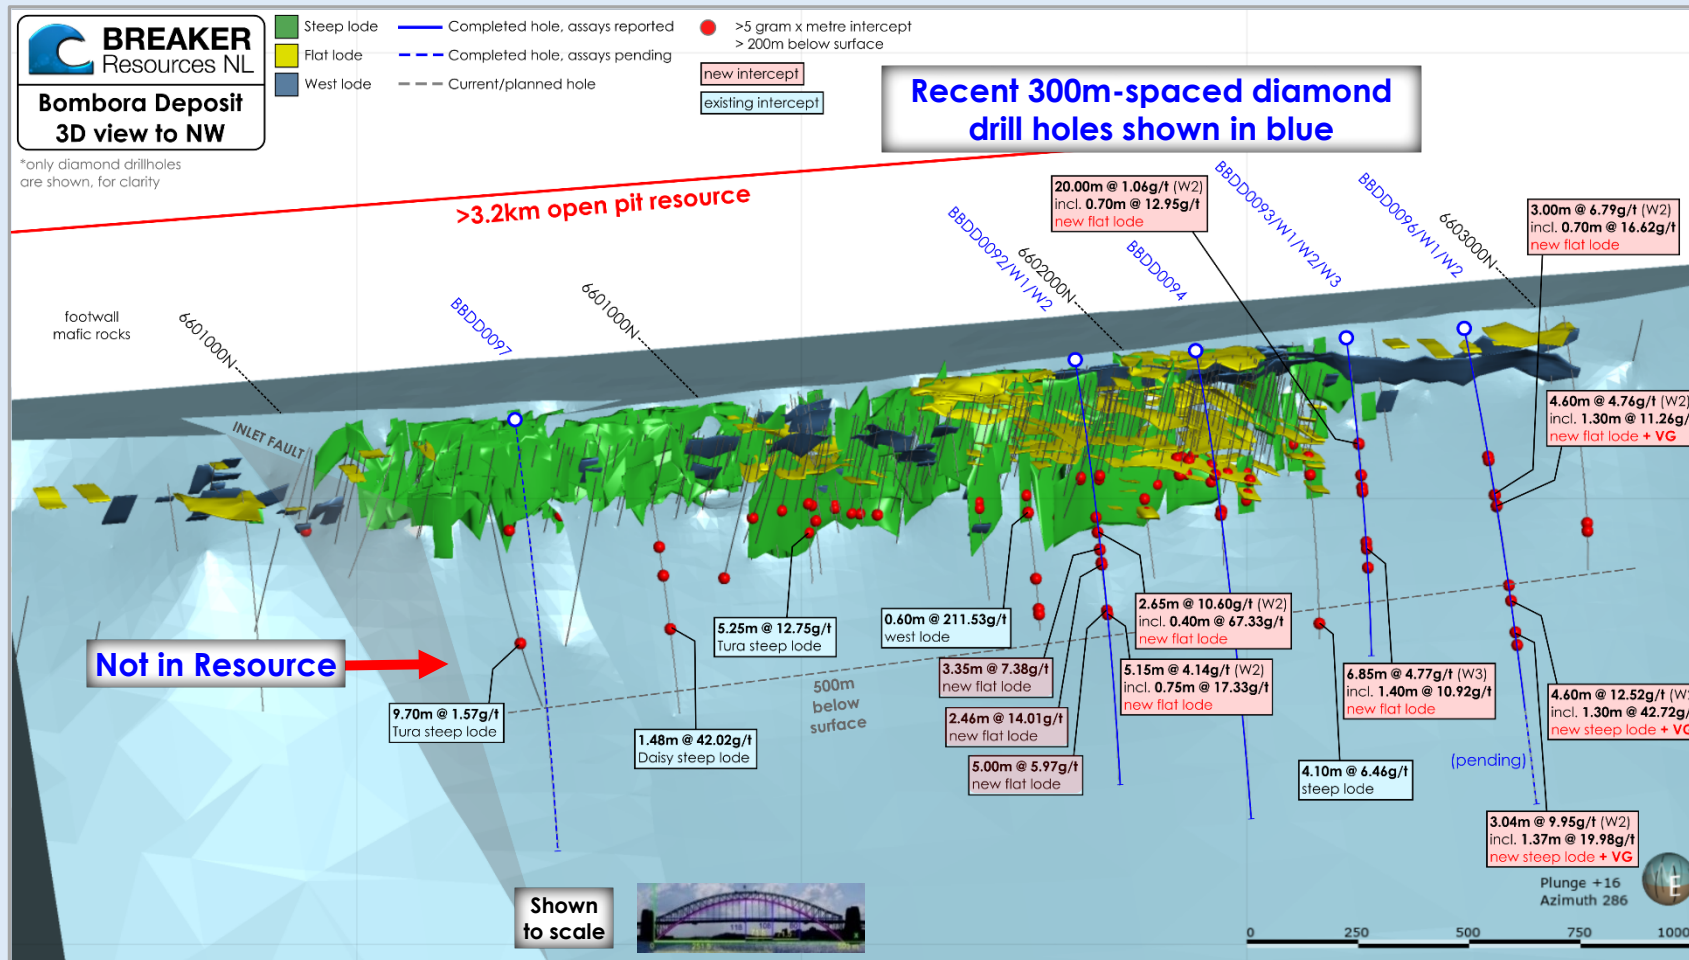 BREAKER
Resources NL
Bombora Deposit
3D view to NW
*only diamond drillholes
are shown, for clarity
Steep lode
Flat lode
West lode
Completed hole, assays reported
Completed hole, assays pending
Current/planned hole
>5 gram x metre intercept
> 200m below surface
new intercept
existing intercept
Recent 300m-spaced diamond
drill holes shown in blue
>3.2km open pit resource
footwall
mafic rocks
6601000N
BBDD0097
6601000N
BBDD0092/W1/W2
6602000N
BBDD0094
BBDD0093/W1/W2/W3
BBDD0096/W1/W2
6603000N
20.00m @ 1.06g/t (W2)
incl. 0.70m @ 12.95g/t
new flat lode
3.00m @ 6.79g/t (W2)
incl. 0.70m @ 16.62g/t
new flat lode
4.60m @ 4.76g/t (W2)
incl. 1.30m @ 11.26g/
new flat lode + VG
INLET FAULT
Not in Resource
9.70m @ 1.57g/t
Tura steep lode
1.48m @ 42.02g/t
Daisy steep lode
5.25m @ 12.75g/t
Tura steep lode
500m
below
surface
0.60m @ 211.53g/t
west lode
3.35m @ 7.38g/t
new flat lode
2.46m @ 14.01g/t
new flat lode
5.00m @ 5.97g/t
new flat lode
2.65m @ 10.60g/t (W2)
incl. 0.40m @ 67.33g/t
new flat lode
5.15m @ 4.14g/t (W2)
incl. 0.75m @ 17.33g/t
new flat lode
6.85m @ 4.77g/t (W3)
incl. 1.40m @ 10.92g/t
new flat lode
4.10m @ 6.46g/t
steep lode
4.60m @ 12.52g/t (W
incl. 1.30m @ 42.72g/
new steep lode + VG
(pending)
3.04m @ 9.95g/t (W2)
incl. 1.37m @ 19.98g/t
new steep lode + VG
Plunge +16
Azimuth 286
E
Shown
to scale
0 250 500 750 1000